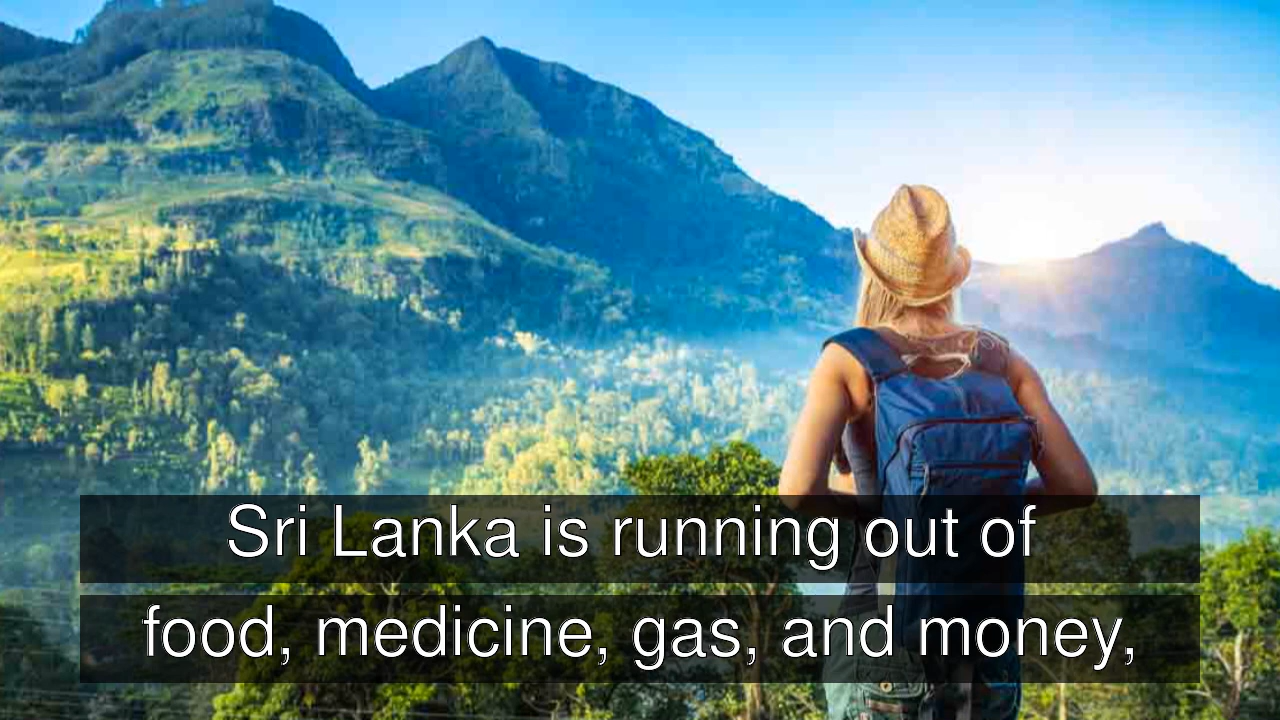 Sri Lanka is running out of
food, medicine, gas, and money,